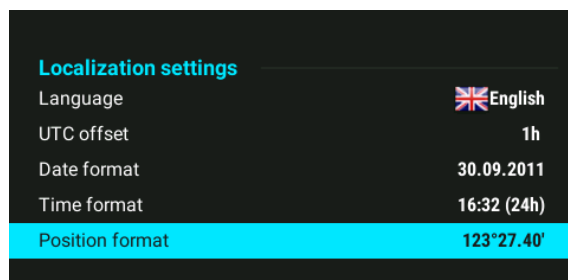 Localization settings
Language English
UTC offset 1h
Date format 30.09.2011
Time format 16:32 (24h)
Position format 123°27.40'